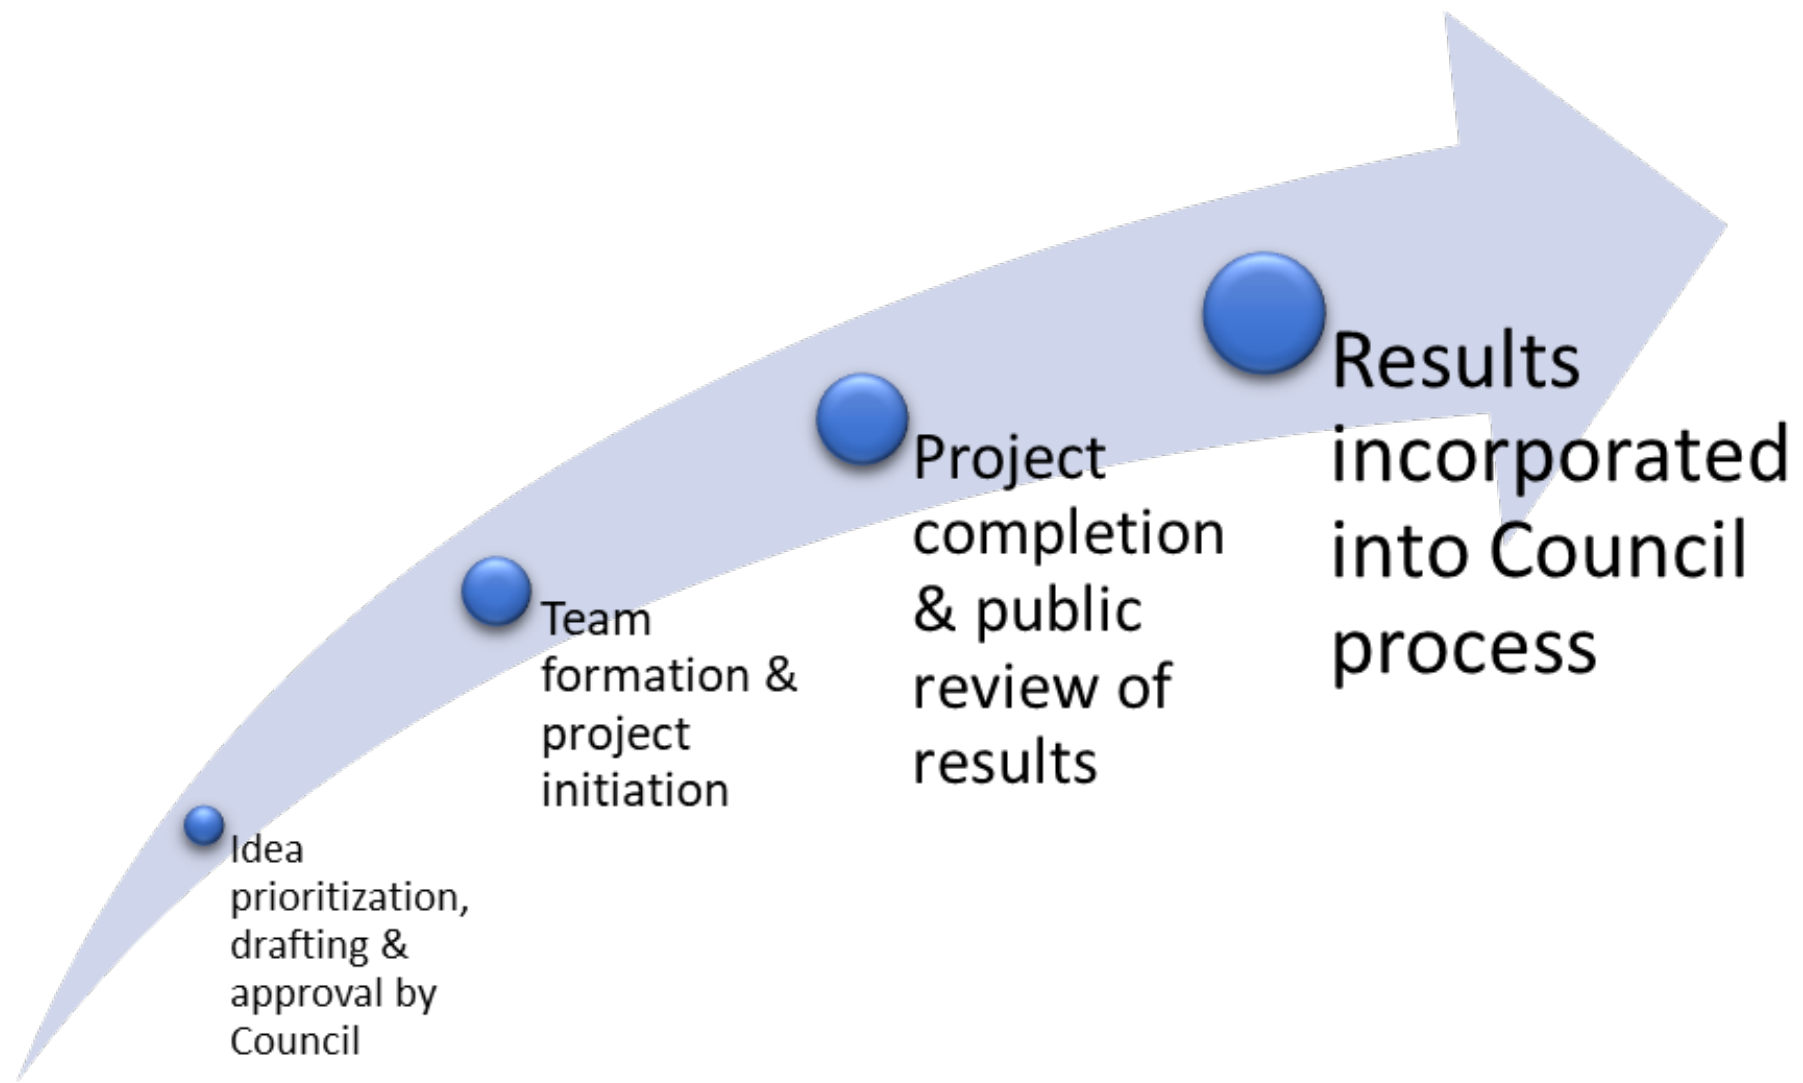 Idea
prioritization,
drafting &
approval by
Council
Team
formation &
project
initiation
Project
completion
& public
review of
results
Results
incorporated
into Council
process